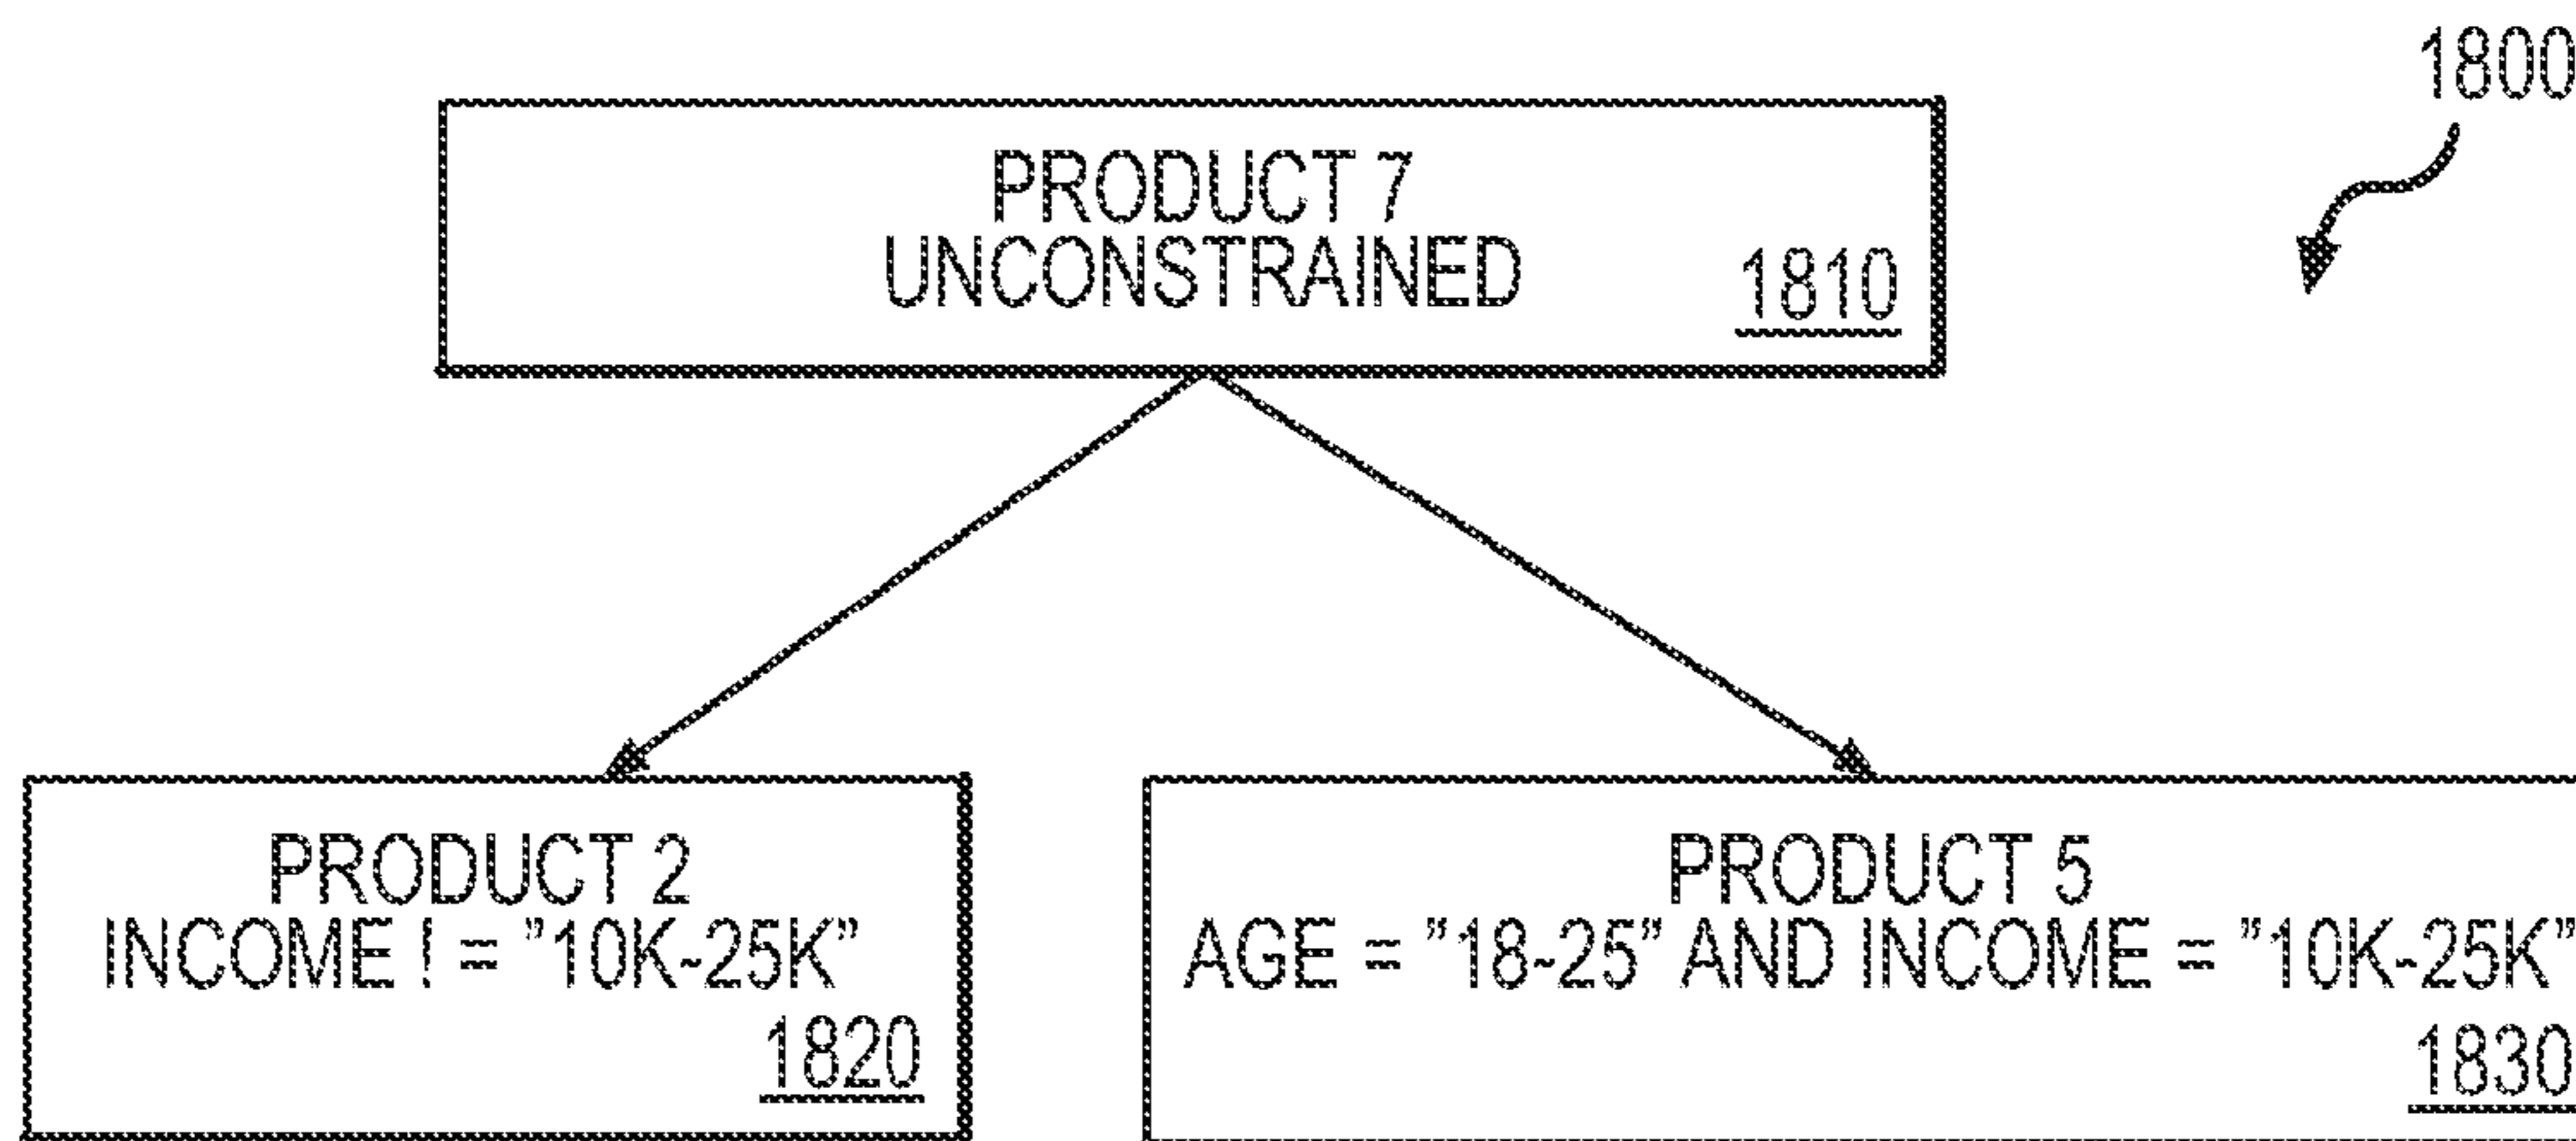 1800
PRODUCT 7
UNCONSTRAINED
1810
PRODUCT 2
INCOME ! = ”10K-25K”
1820
PRODUCT 5
AGE = ”18-25” AND INCOME = ”10K-25K”
1830